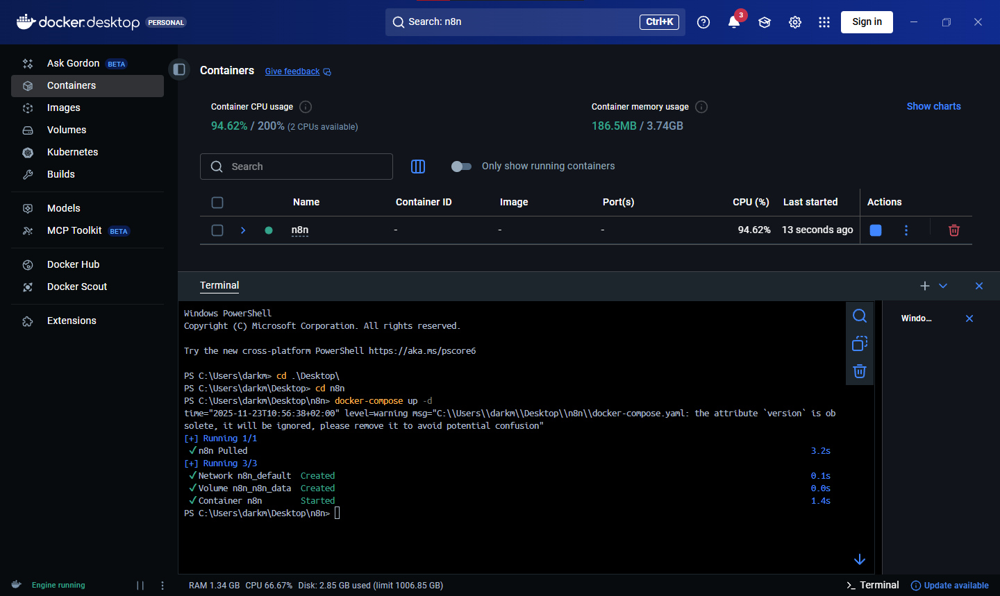 docker.desktop PERSONAL
Search: n8n
Ctrl+K
3
Sign in
Ask Gordon BETA
Containers
Images
Volumes
Kubernetes
Builds
Models
MCP Toolkit BETA
Docker Hub
Docker Scout
Extensions
Containers Give feedback
Container CPU usage
94.62% / 200% (2 CPUs available)
Container memory usage
186.5MB / 3.74GB
Show charts
Search
Only show running containers
Name Container ID Image Port(s) CPU (%) Last started Actions
n8n - - - 94.62% 13 seconds ago
Terminal
Windo...
Windows PowerShell
Copyright (C) Microsoft Corporation. All rights reserved.
Try the new cross-platform PowerShell https://aka.ms/pscore6
PS C:\Users\darkm> cd .\Desktop\
PS C:\Users\darkm\Desktop> cd n8n
PS C:\Users\darkm\Desktop\n8n> docker-compose up -d
time="2025-11-23T10:56:38+02:00" level=warning msg="C:\\Users\\darkm\\Desktop\\n8n\\docker-compose.yaml: the attribute `version` is ob
solete, it will be ignored, please remove it to avoid potential confusion"
[+] Running 1/1
✓ n8n Pulled 3.2s
[+] Running 3/3
✓ Network n8n_default Created 0.1s
✓ Volume n8n_n8n_data Created 0.0s
✓ Container n8n Started 1.4s
PS C:\Users\darkm\Desktop\n8n>
Engine running
RAM 1.34 GB CPU 66.67% Disk: 2.85 GB used (limit 1006.85 GB)
Terminal
Update available